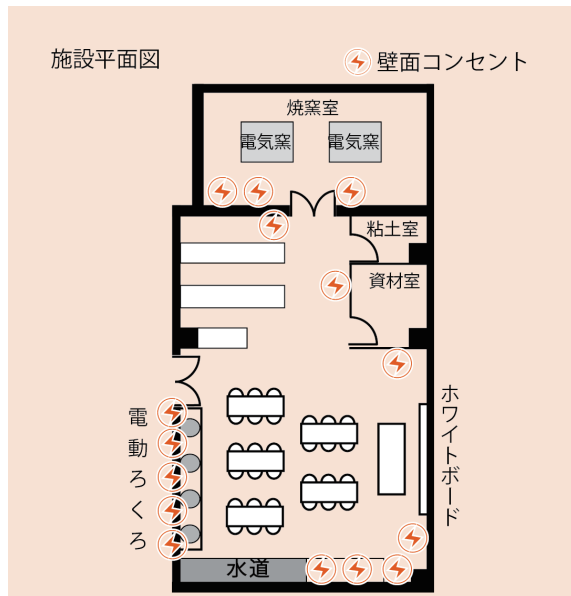 施設平面図
壁面コンセント
焼窯室
電気窯
電気窯
粘土室
資材室
電動ろくろ
ホワイトボード
水道